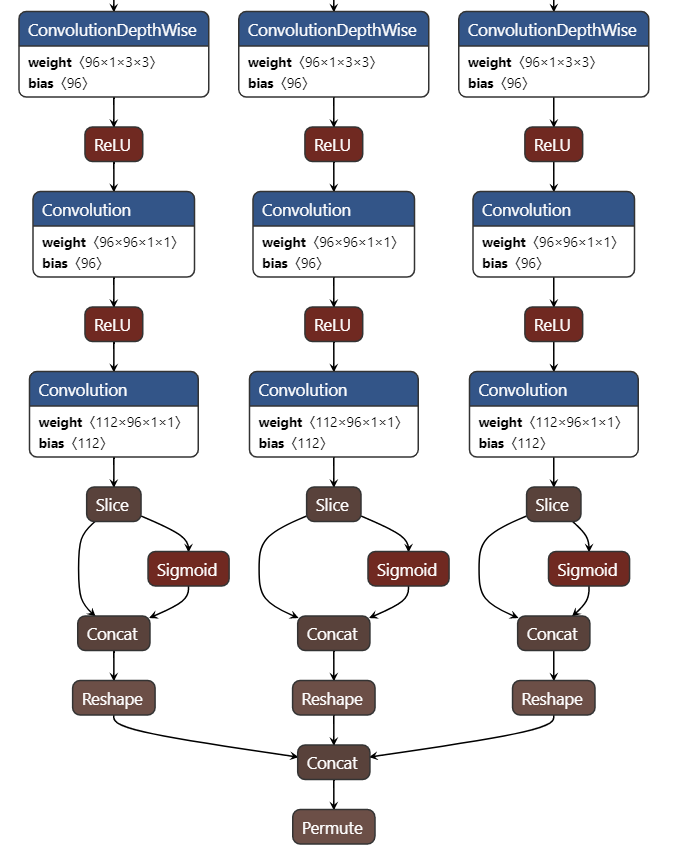 ConvolutionDepthWise ConvolutionDepthWise ConvolutionDepthWise
weight 〈96×1×3×3〉 weight 〈96×1×3×3〉 weight 〈96×1×3×3〉
bias 〈96〉 bias 〈96〉 bias 〈96〉
ReLU ReLU ReLU
Convolution Convolution Convolution
weight 〈96×96×1×1〉 weight 〈96×96×1×1〉 weight 〈96×96×1×1〉
bias 〈96〉 bias 〈96〉 bias 〈96〉
ReLU ReLU ReLU
Convolution Convolution Convolution
weight 〈112×96×1×1〉 weight 〈112×96×1×1〉 weight 〈112×96×1×1〉
bias 〈112〉 bias 〈112〉 bias 〈112〉
Slice Slice Slice
Sigmoid Sigmoid Sigmoid
Concat Concat Concat
Reshape Reshape Reshape
Concat
Permute